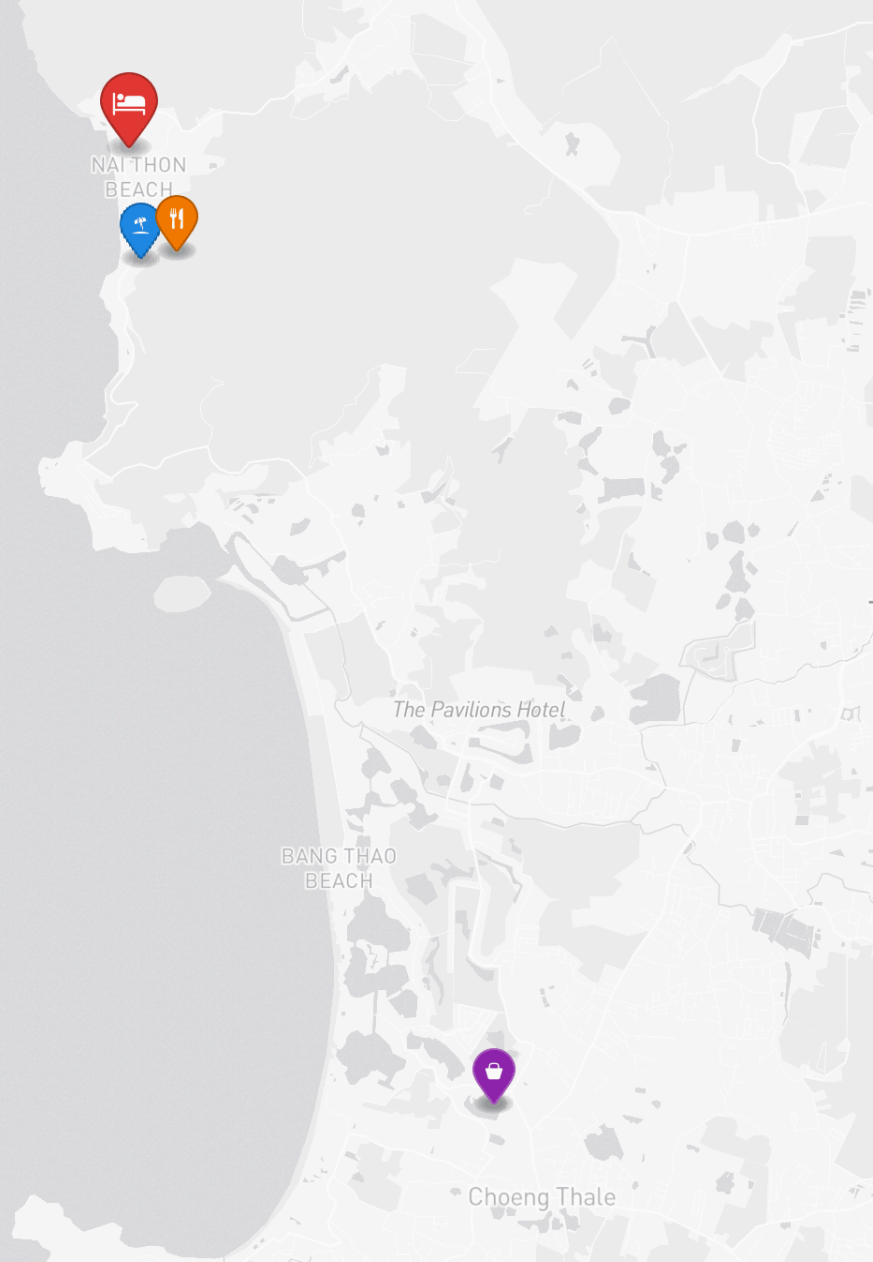 NAI THON
BEACH
The Pavilions Hotel
BANG THAO
BEACH
Choeng Thale